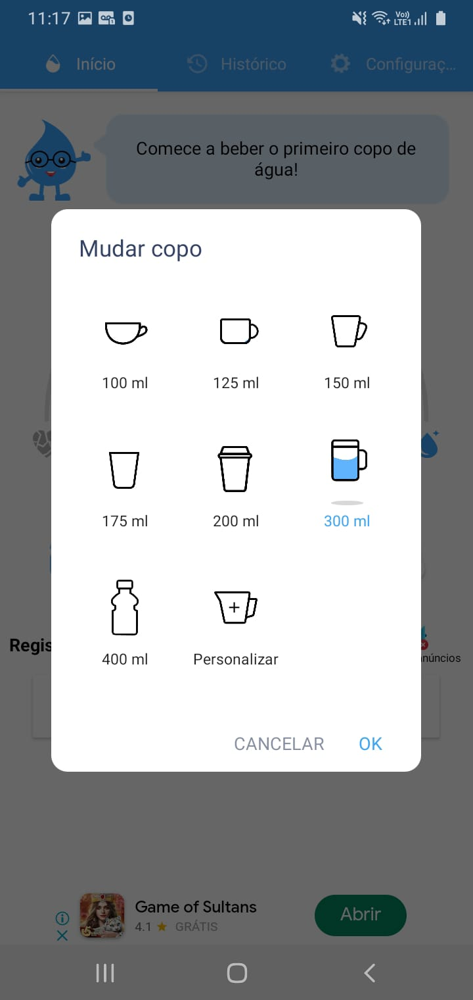 11:17
Vo))
LTE1
Início
Histórico
Configuraç...
Comece a beber o primeiro copo de
água!
Mudar copo
100 ml
125 ml
150 ml
175 ml
200 ml
300 ml
400 ml
Personalizar
Regis
núncios
CANCELAR
OK
Game of Sultans
4.1 GRÁTIS
Abrir